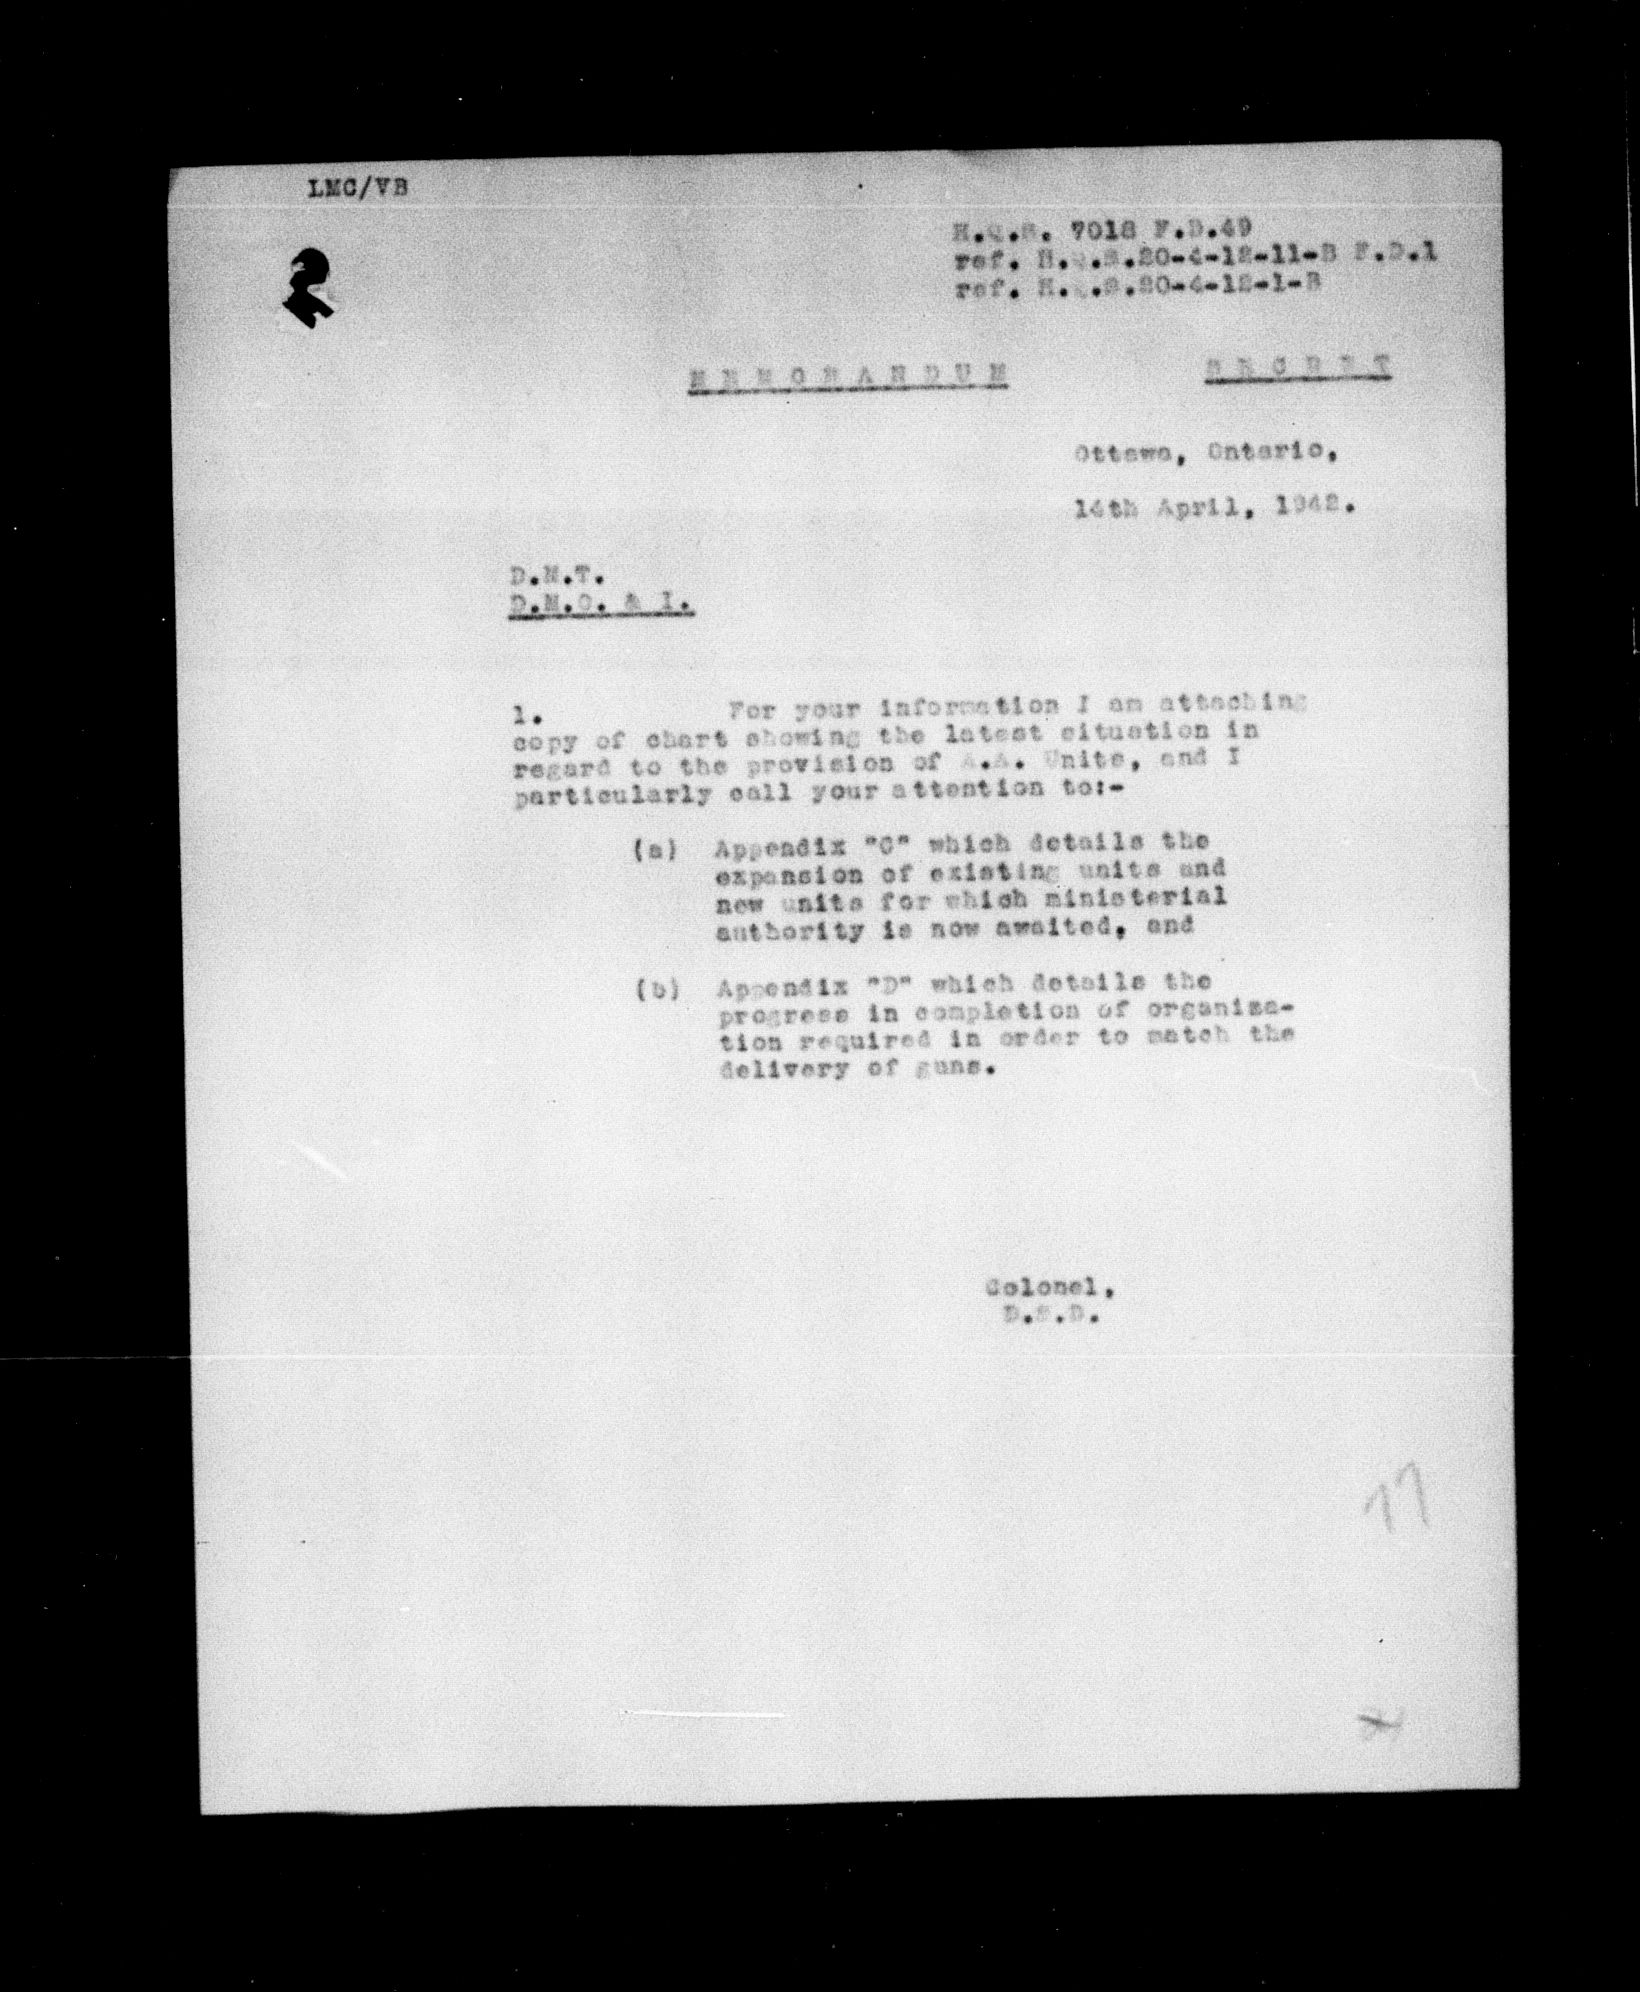 LMC/VB
H.Q.S. 7018 F.D.49
ref. H.Q.S.20-4-12-11-B F.D.1
ref. H.Q.S.20-4-12-1-B
M E M O R A N D U M
S E C R E T
Ottawa, Ontario,
14th April, 1942.
D.M.T.
D.M.O. & I.
1. For your information I am attaching
copy of chart showing the latest situation in
regard to the provision of A.A. Units, and I
particularly call your attention to:-
(a) Appendix "C" which details the
expansion of existing units and
new units for which ministerial
authority is now awaited, and
(b) Appendix "D" which details the
progress in completion of organiza-
tion required in order to match the
delivery of guns.
Colonel,
D.S.D.
77